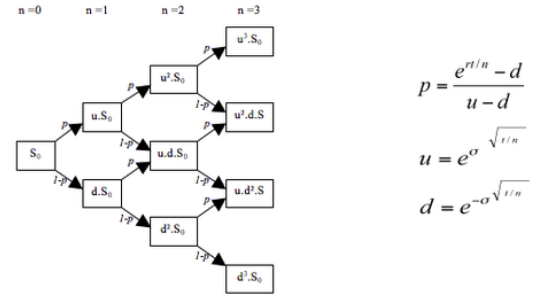 n =0 n =1 n =2 n =3
u³.S₀
p
u².S₀
p 1-p
u.S₀ u².d.S
p 1-p p
S₀ u.d.S₀
1-p p 1-p
d.S₀ u.d².S
1-p p
d².S₀
1-p
d³.S₀
p = (e^(rt/n) − d) / (u − d)
u = e^(σ √(t/n))
d = e^(−σ √(t/n))